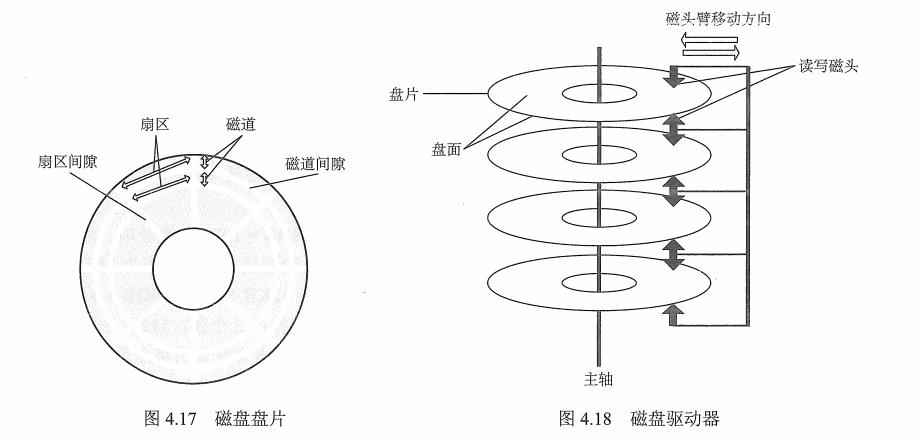 扇区
磁道
扇区间隙
磁道间隙
图 4.17 磁盘盘片
磁头臂移动方向
读写磁头
盘片
盘面
主轴
图 4.18 磁盘驱动器